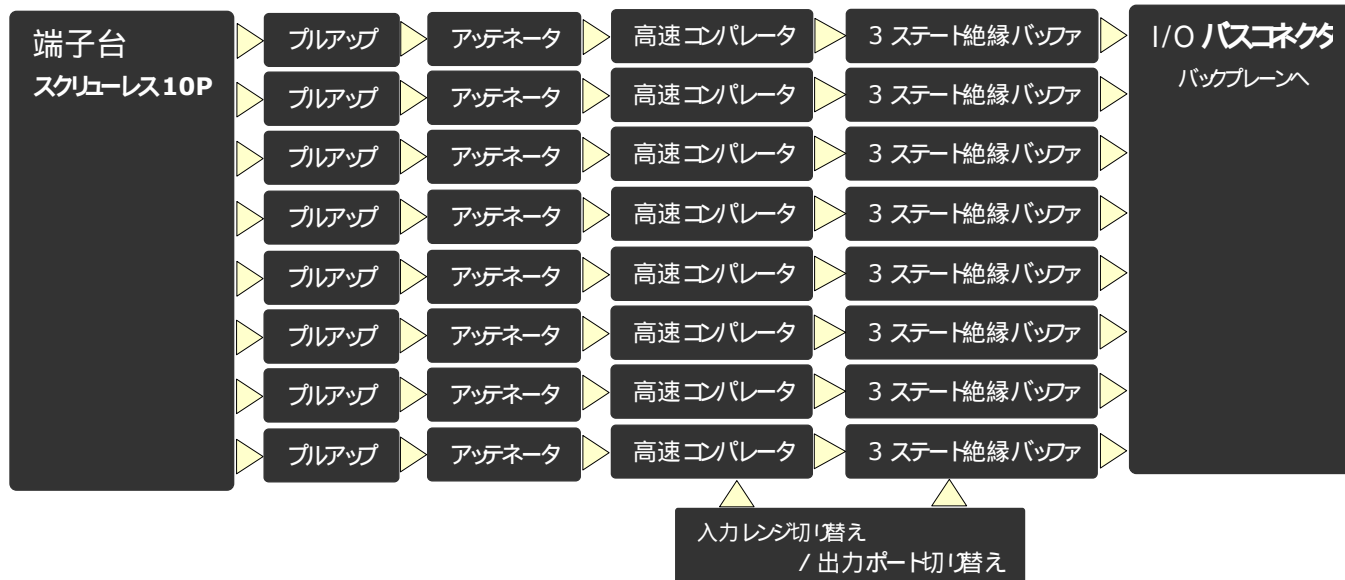 端子台
スクリューレス10P
プルアップ アッテネータ 高速コンパレータ 3 ステート絶縁バッファ
プルアップ アッテネータ 高速コンパレータ 3 ステート絶縁バッファ
プルアップ アッテネータ 高速コンパレータ 3 ステート絶縁バッファ
プルアップ アッテネータ 高速コンパレータ 3 ステート絶縁バッファ
プルアップ アッテネータ 高速コンパレータ 3 ステート絶縁バッファ
プルアップ アッテネータ 高速コンパレータ 3 ステート絶縁バッファ
プルアップ アッテネータ 高速コンパレータ 3 ステート絶縁バッファ
プルアップ アッテネータ 高速コンパレータ 3 ステート絶縁バッファ
I/O バスコネクタ
バックプレーンへ
入力レンジ切り替え
/ 出力ポート切り替え